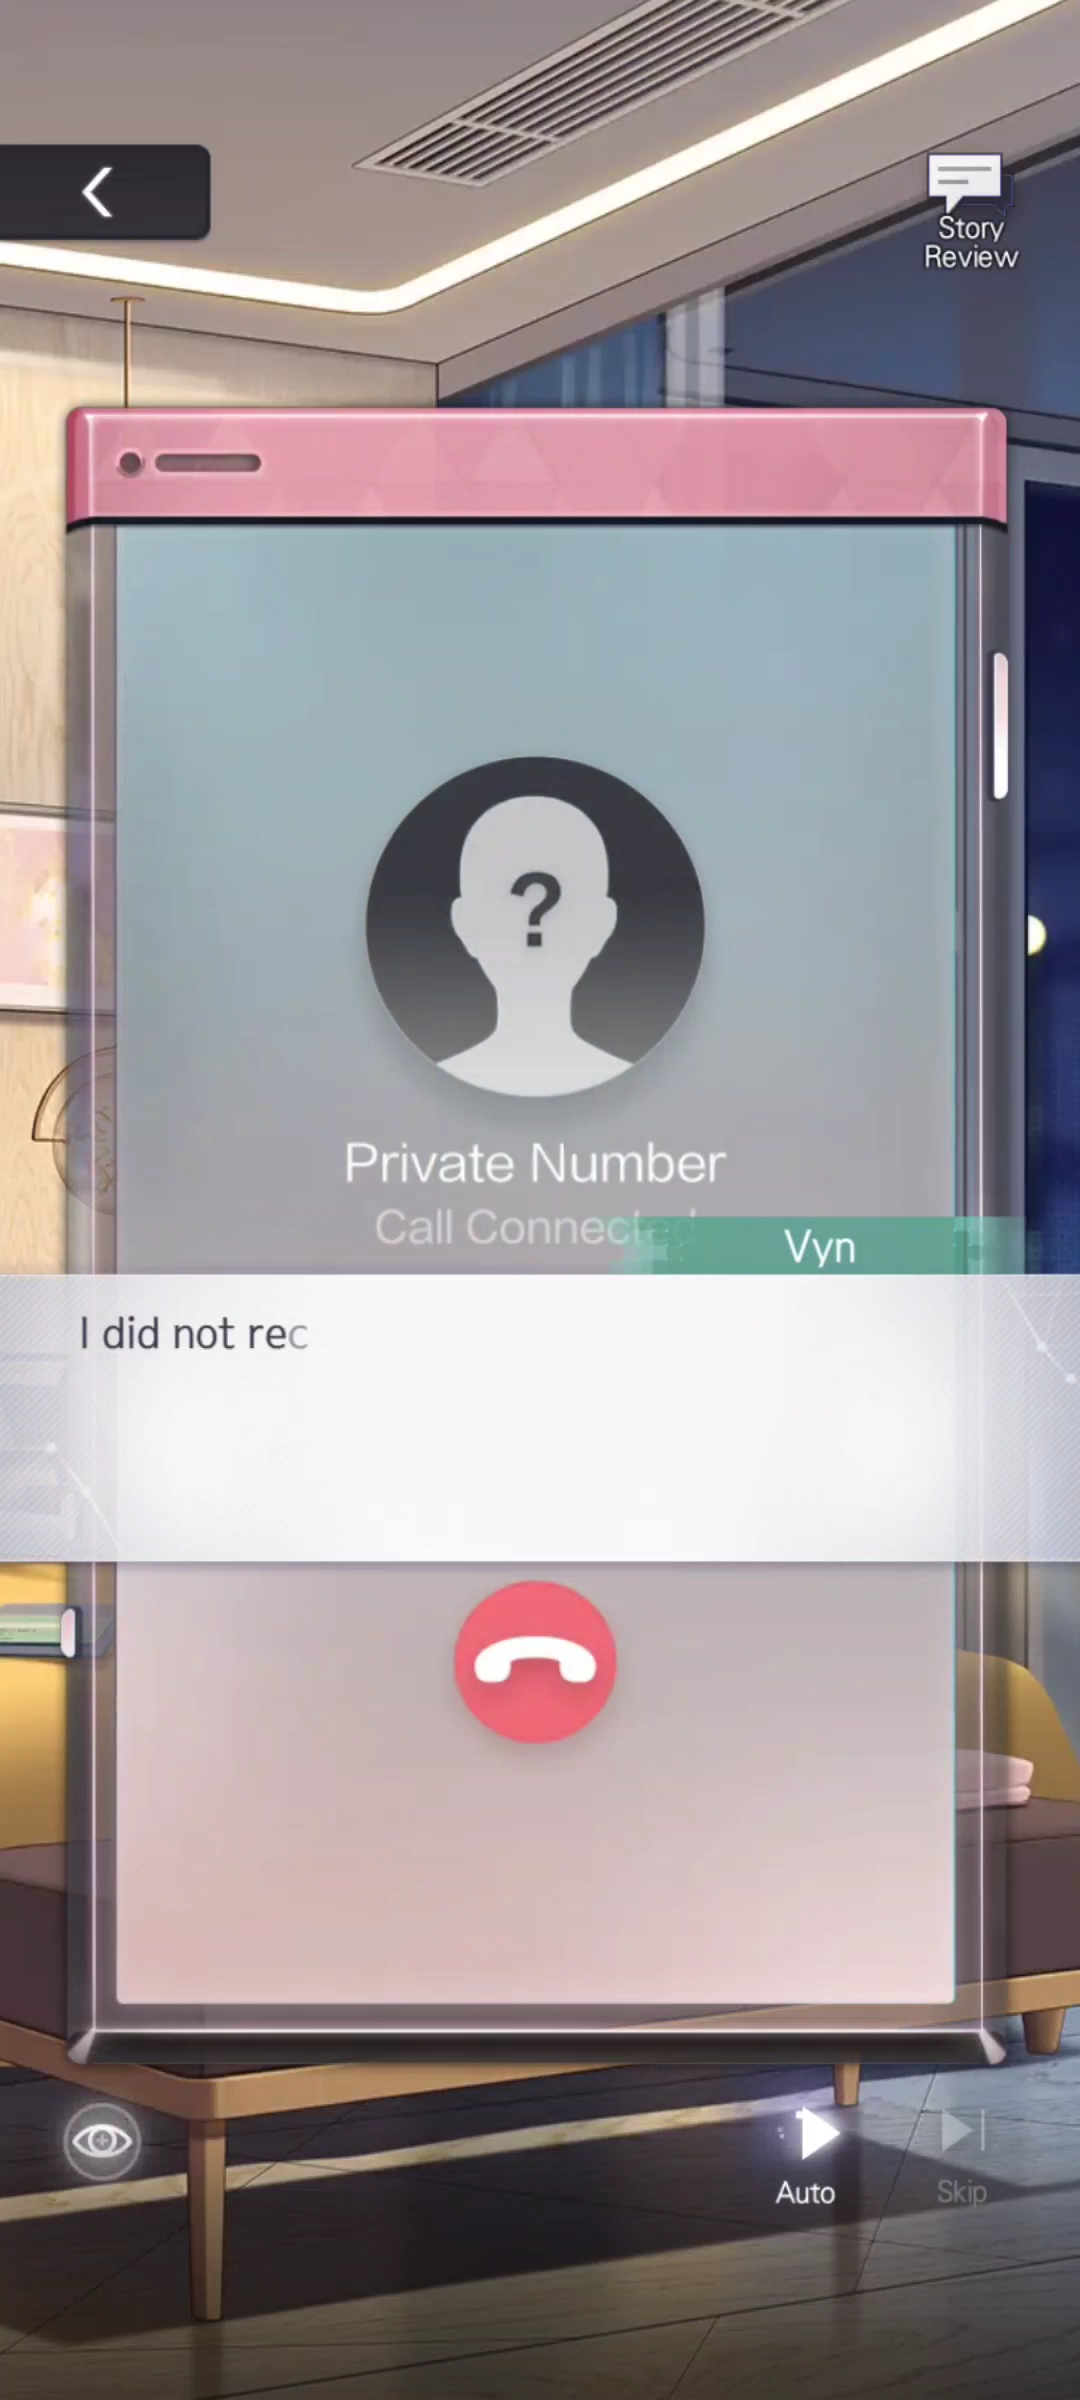 Story
Review
Private Number
Call Connected
Vyn
I did not rec
Auto
Skip